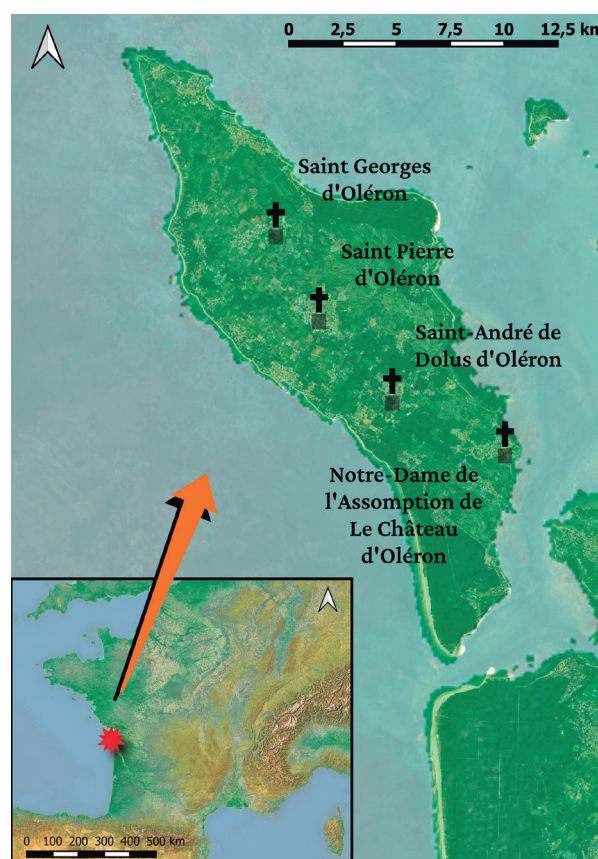 0 2,5 5 7,5 10 12,5 km
Saint Georges
d'Oléron
Saint Pierre
d'Oléron
Saint-André de
Dolus d'Oléron
Notre-Dame de
l'Assomption de
Le Château
d'Oléron
0 100 200 300 400 500 km